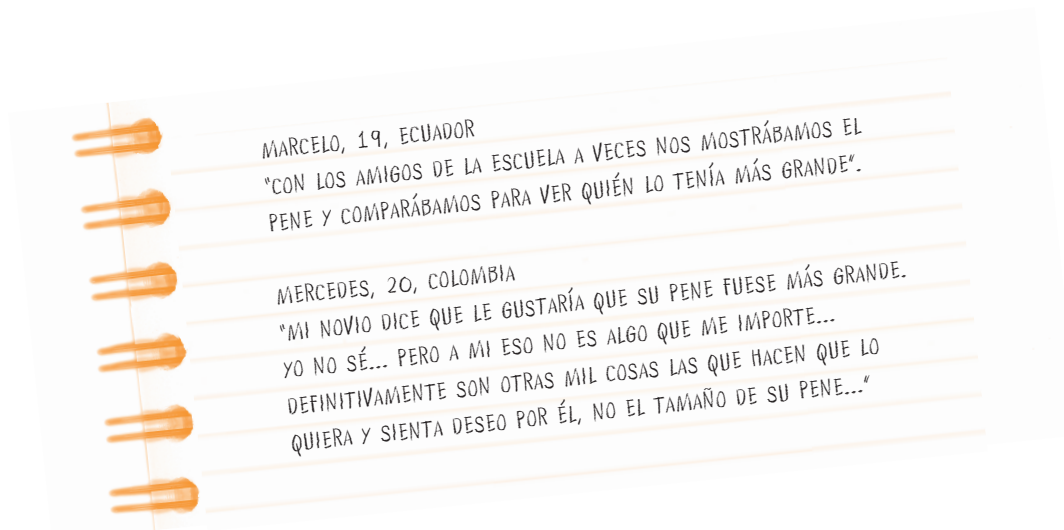 MARCELO, 19, ECUADOR
"CON LOS AMIGOS DE LA ESCUELA A VECES NOS MOSTRÁBAMOS EL
PENE Y COMPARÁBAMOS PARA VER QUIÉN LO TENÍA MÁS GRANDE".
MERCEDES, 20, COLOMBIA
"MI NOVIO DICE QUE LE GUSTARÍA QUE SU PENE FUESE MÁS GRANDE.
YO NO SÉ... PERO A MI ESO NO ES ALGO QUE ME IMPORTE...
DEFINITIVAMENTE SON OTRAS MIL COSAS LAS QUE HACEN QUE LO
QUIERA Y SIENTA DESEO POR ÉL, NO EL TAMAÑO DE SU PENE..."